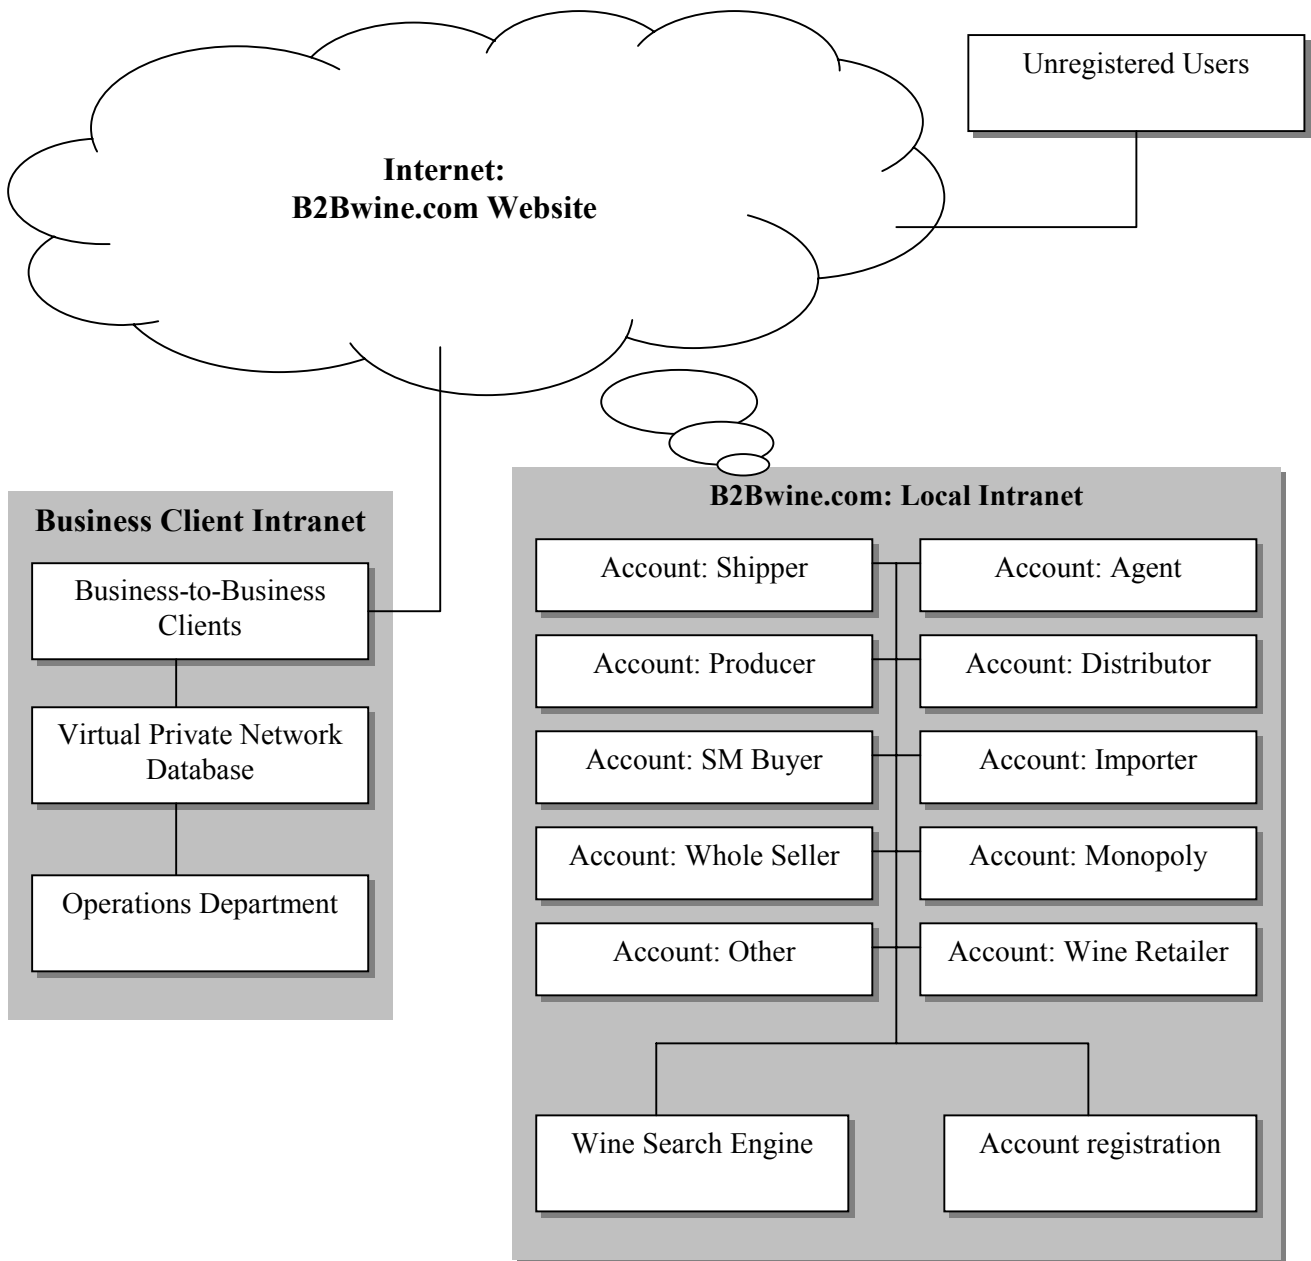 Unregistered Users
Internet:
B2Bwine.com Website
Business Client Intranet
Business-to-Business
Clients
Virtual Private Network
Database
Operations Department
B2Bwine.com: Local Intranet
Account: Shipper
Account: Agent
Account: Producer
Account: Distributor
Account: SM Buyer
Account: Importer
Account: Whole Seller
Account: Monopoly
Account: Other
Account: Wine Retailer
Wine Search Engine
Account registration